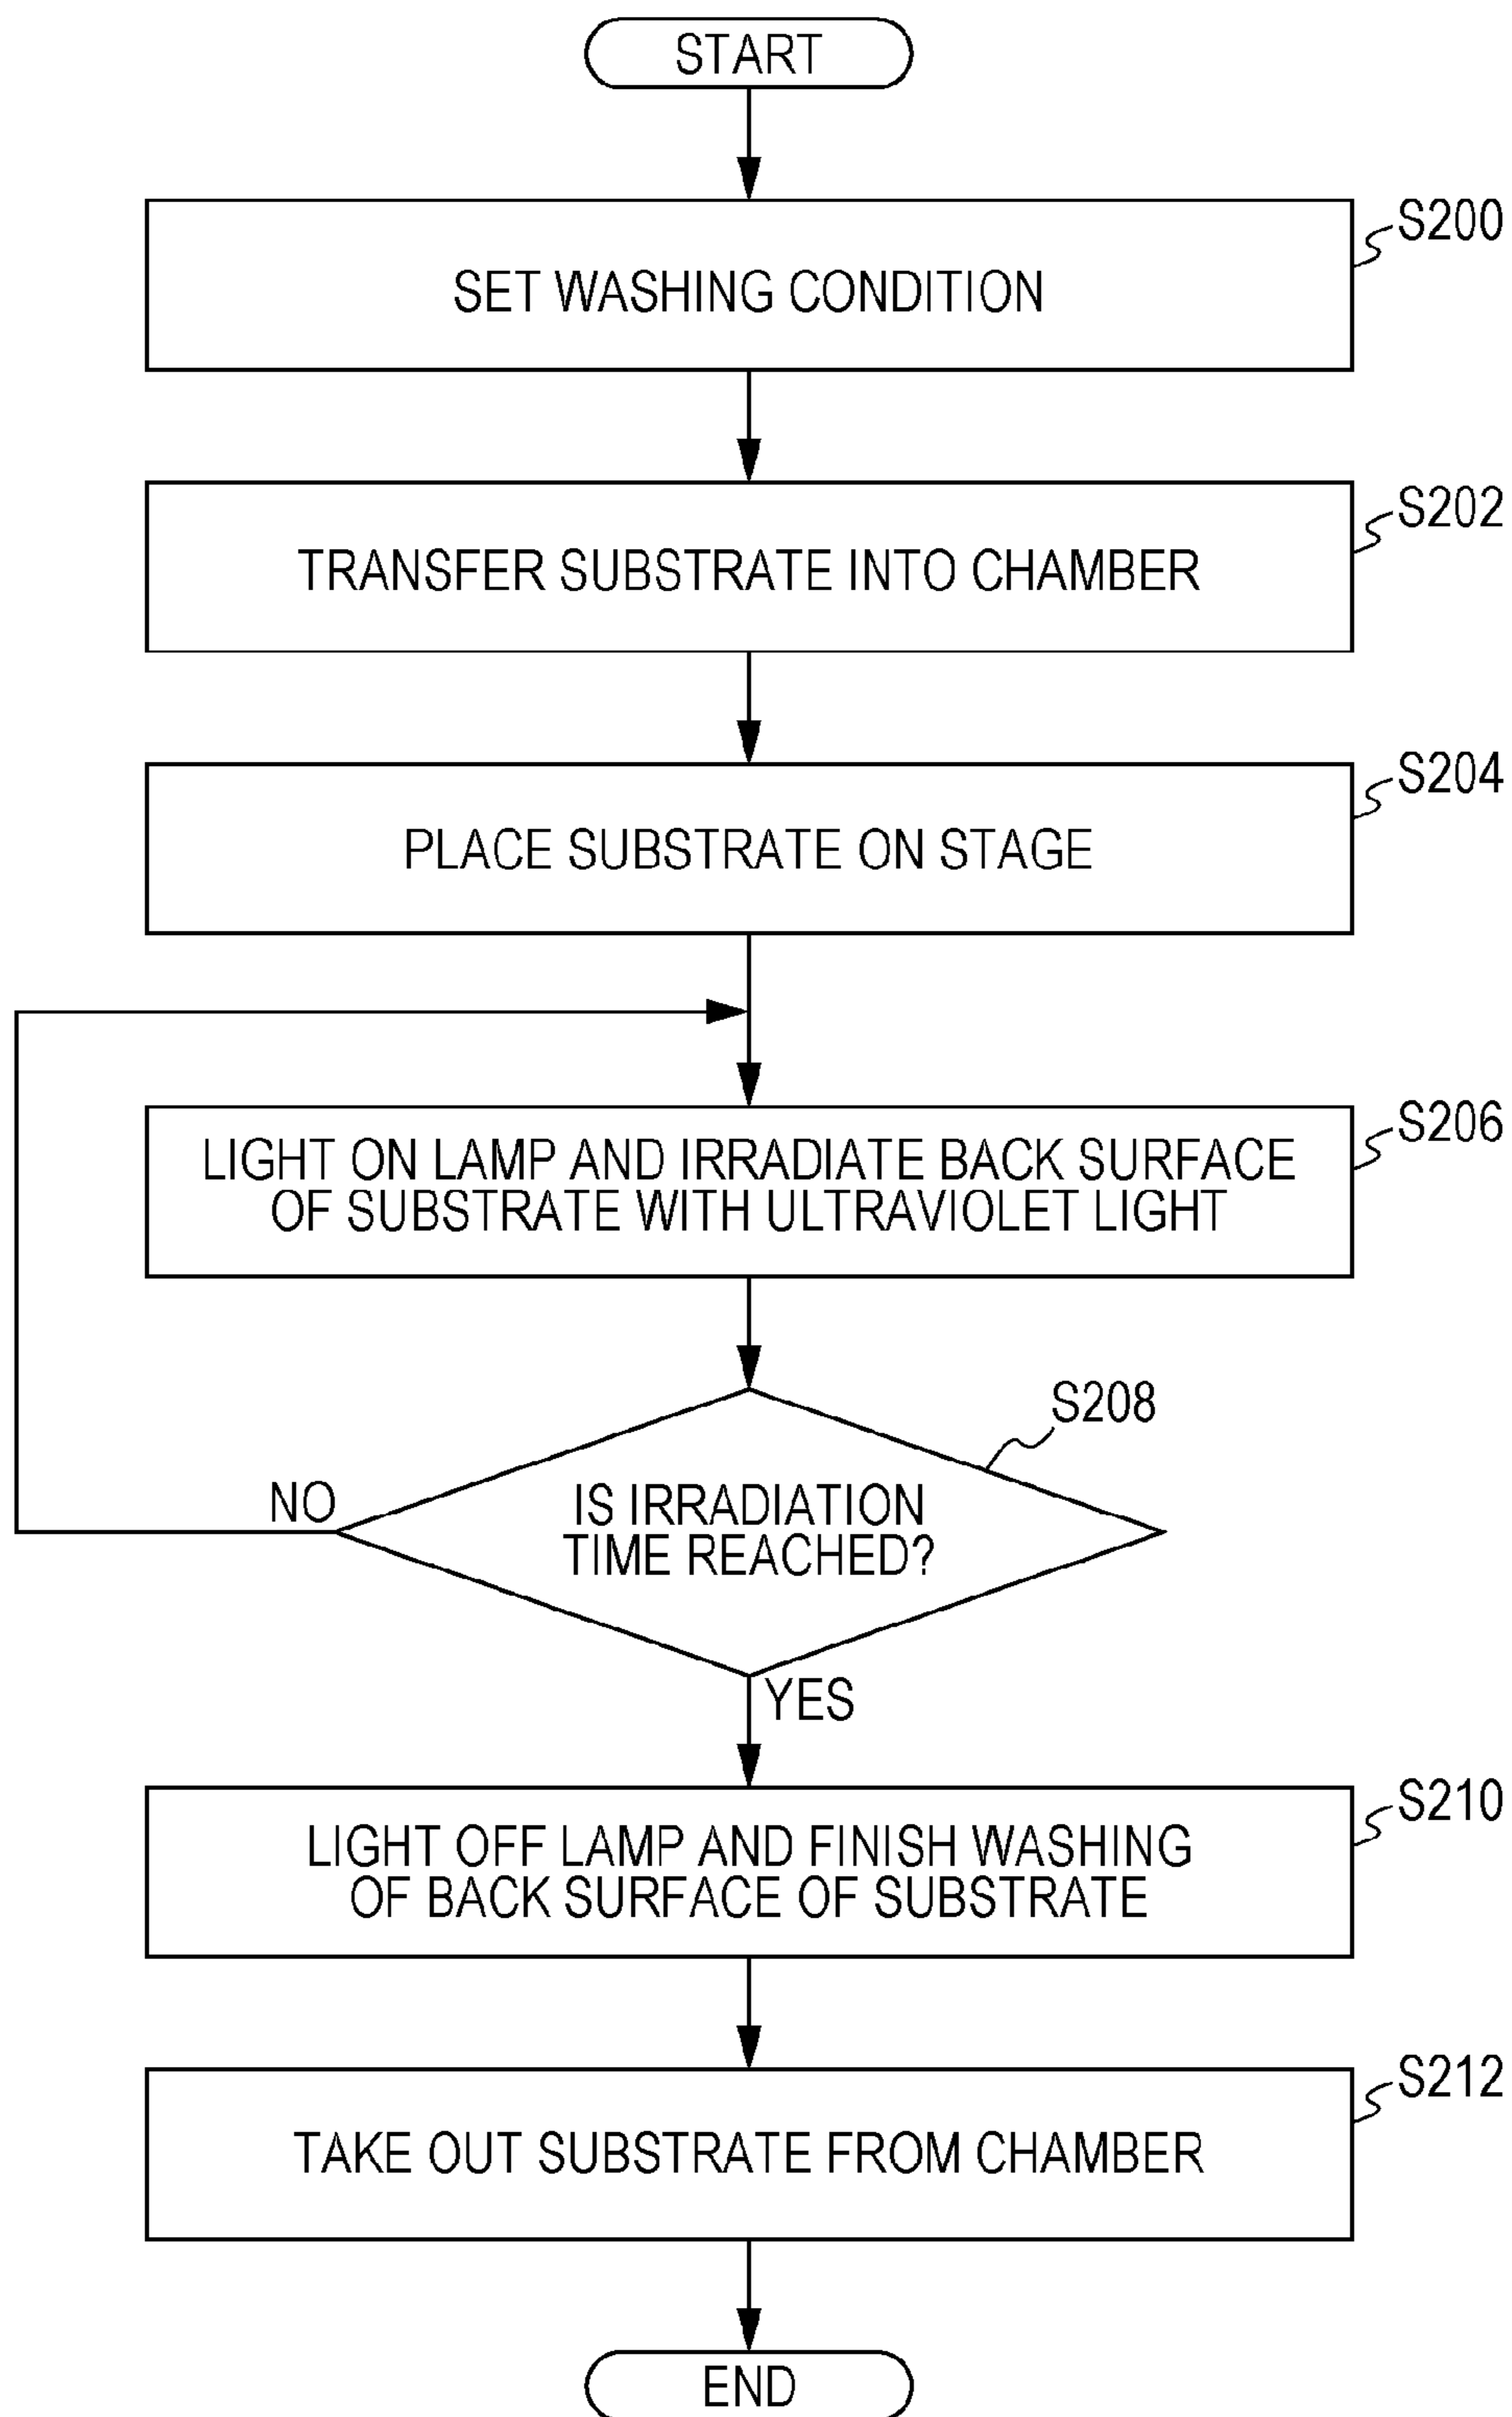 START
S200
SET WASHING CONDITION
S202
TRANSFER SUBSTRATE INTO CHAMBER
S204
PLACE SUBSTRATE ON STAGE
S206
LIGHT ON LAMP AND IRRADIATE BACK SURFACE
OF SUBSTRATE WITH ULTRAVIOLET LIGHT
S208
NO
IS IRRADIATION
TIME REACHED?
YES
S210
LIGHT OFF LAMP AND FINISH WASHING
OF BACK SURFACE OF SUBSTRATE
S212
TAKE OUT SUBSTRATE FROM CHAMBER
END